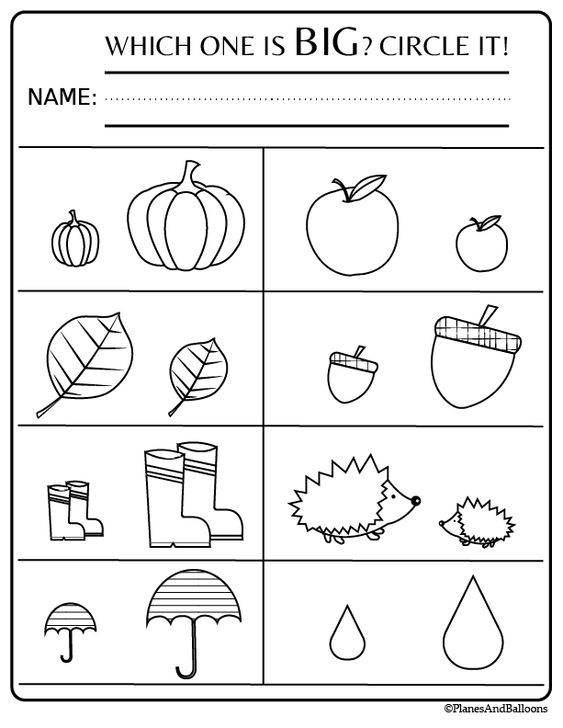 WHICH ONE IS BIG? CIRCLE IT!
NAME:
©PlanesAndBalloons